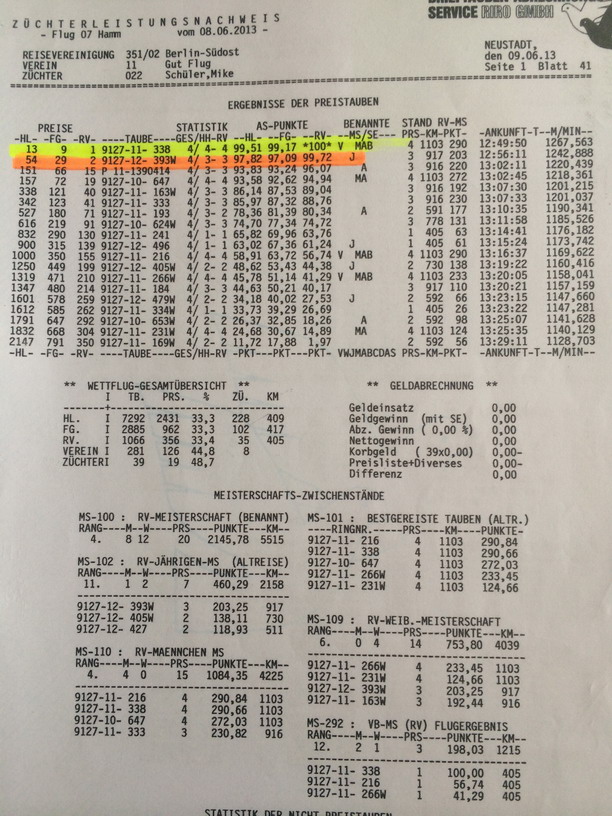 SERVICE RIRO GMBH
ZÜCHTERLEISTUNGSNACHWEIS
- Flug 07 Hamm vom 08.06.2013 -
NEUSTADT,
den 09.06.13
Seite 1 Blatt 41
REISEVEREINIGUNG 351/02 Berlin-Südost
VEREIN 11 Gut Flug
ZÜCHTER 022 Schüler,Mike
ERGEBNISSE DER PREISTAUBEN
PREISE STATISTIK AS-PUNKTE BENANNTE STAND RV-MS
-HL- -FG- -RV- ----TAUBE---- GES/HH-RV --HL-- --FG-- --RV-- --MS/SE--- PRS-KM-PKT- -ANKUNFT-T--M/MIN--
13 9 1 9127-11- 338 4/ 4- 4 99,51 99,17 *100* V MAB 4 1103 290 12:49:50 1267,563
54 29 2 9127-12- 393W 4/ 3- 3 97,82 97,09 99,72 J 3 917 203 12:56:11 1242,888
151 66 15 P 11-1390414 4/ 3- 3 93,83 93,24 96,07 A 3 916 220 13:02:11 1220,439
157 72 19 9127-10- 647 4/ 4- 4 93,58 92,62 94,94 MA 4 1103 272 13:02:45 1218,361
338 121 40 9127-11- 163W 4/ 3- 3 86,14 87,53 89,04 3 916 192 13:07:30 1201,215
342 123 41 9127-11- 333 4/ 3- 3 85,97 87,32 88,76 3 916 230 13:07:33 1201,037
527 180 71 9127-11- 193 4/ 3- 2 78,36 81,39 80,34 A 2 591 177 13:10:35 1190,341
616 219 91 9127-10- 624W 4/ 3- 3 74,70 77,34 74,72 3 778 131 13:11:58 1185,526
832 290 130 9127-11- 241 4/ 1- 1 65,82 69,96 63,76 1 405 63 13:14:41 1176,182
900 315 139 9127-12- 496 4/ 1- 1 63,02 67,36 61,24 J 1 405 61 13:15:24 1173,742
1000 350 155 9127-11- 216 4/ 4- 4 58,91 63,72 56,74 V MAB 4 1103 290 13:16:37 1169,622
1250 449 199 9127-12- 405W 4/ 2- 2 48,62 53,43 44,38 J 2 730 138 13:19:22 1160,416
1319 471 210 9127-11- 266W 4/ 4- 4 45,78 51,14 41,29 V MAB 4 1103 233 13:20:05 1158,041
1347 480 214 9127-11- 184 4/ 3- 3 44,63 50,21 40,17 3 917 110 13:20:21 1157,159
1601 578 259 9127-12- 479W 4/ 2- 2 34,18 40,02 27,53 J 2 592 66 13:23:15 1147,660
1612 585 262 9127-11- 334W 4/ 1- 1 33,73 39,29 26,69 1 405 26 13:23:22 1147,281
1791 647 292 9127-10- 653W 4/ 2- 2 26,37 32,85 18,26 A 2 592 98 13:25:07 1141,628
1832 668 304 9127-11- 231W 4/ 4- 4 24,68 30,67 14,89 MA 4 1103 124 13:25:35 1140,129
2147 791 350 9127-11- 169W 4/ 2- 2 11,72 17,88 1,97 2 592 56 13:29:11 1128,703
-HL- -FG- -RV- ----TAUBE----GES/HH-RV -PKT---PKT---PKT- VWJMABCDAS PRS-KM-PKT- -ANKUNFT-T--M/MIN--
** WETTFLUG-GESAMTÜBERSICHT **
I TB. PRS. % ZÜ. KM
HL. I 7292 2431 33,3 228 409
FG. I 2885 962 33,3 102 417
RV. I 1066 356 33,4 35 405
VEREIN I 281 126 44,8 8
ZÜCHTERI 39 19 48,7
** GELDABRECHNUNG **
Geldeinsatz 0,00
Geldgewinn (mit SE) 0,00
Abz. Gewinn ( 0,00 %) 0,00
Nettogewinn 0,00
Korbgeld ( 39x0,00) 0,00-
Preisliste+Diverses 0,00-
Differenz 0,00
MEISTERSCHAFTS-ZWISCHENSTÄNDE
MS-100 : RV-MEISTERSCHAFT (BENANNT)
RANG----M--W----PRS----PUNKTE---KM--
4. 8 12 20 2145,78 5515
MS-102 : RV-JÄHRIGEN-MS (ALTREISE)
RANG----M--W----PRS----PUNKTE---KM--
11. 1 2 7 460,29 2158
9127-12- 393W 3 203,25 917
9127-12- 405W 2 138,11 730
9127-12- 427 2 118,93 511
MS-110 : RV-MAENNCHEN MS
RANG----M--W----PRS----PUNKTE---KM--
4. 4 0 15 1084,35 4225
9127-11- 216 4 290,84 1103
9127-11- 338 4 290,66 1103
9127-10- 647 4 272,03 1103
9127-11- 333 3 230,82 916
MS-101 : BESTGEREISTE TAUBEN (ALTR.)
----RINGNR.----PRS----KM----PUNKTE-
9127-11- 216 4 1103 290,84
9127-11- 338 4 1103 290,66
9127-10- 647 4 1103 272,03
9127-11- 266W 4 1103 233,45
9127-11- 231W 4 1103 124,66
MS-109 : RV-WEIB.-MEISTERSCHAFT
RANG----M--W----PRS----PUNKTE---KM--
6. 0 4 14 753,80 4039
9127-11- 266W 4 233,45 1103
9127-11- 231W 4 124,66 1103
9127-12- 393W 3 203,25 917
9127-11- 163W 3 192,44 916
MS-292 : VB-MS (RV) FLUGERGEBNIS
RANG----M--W----PRS----PUNKTE---KM--
12. 2 1 3 198,03 1215
9127-11- 338 1 100,00 405
9127-11- 216 1 56,74 405
9127-11- 266W 1 41,29 405
STATISTIK DER NICHT PREISTAUBEN